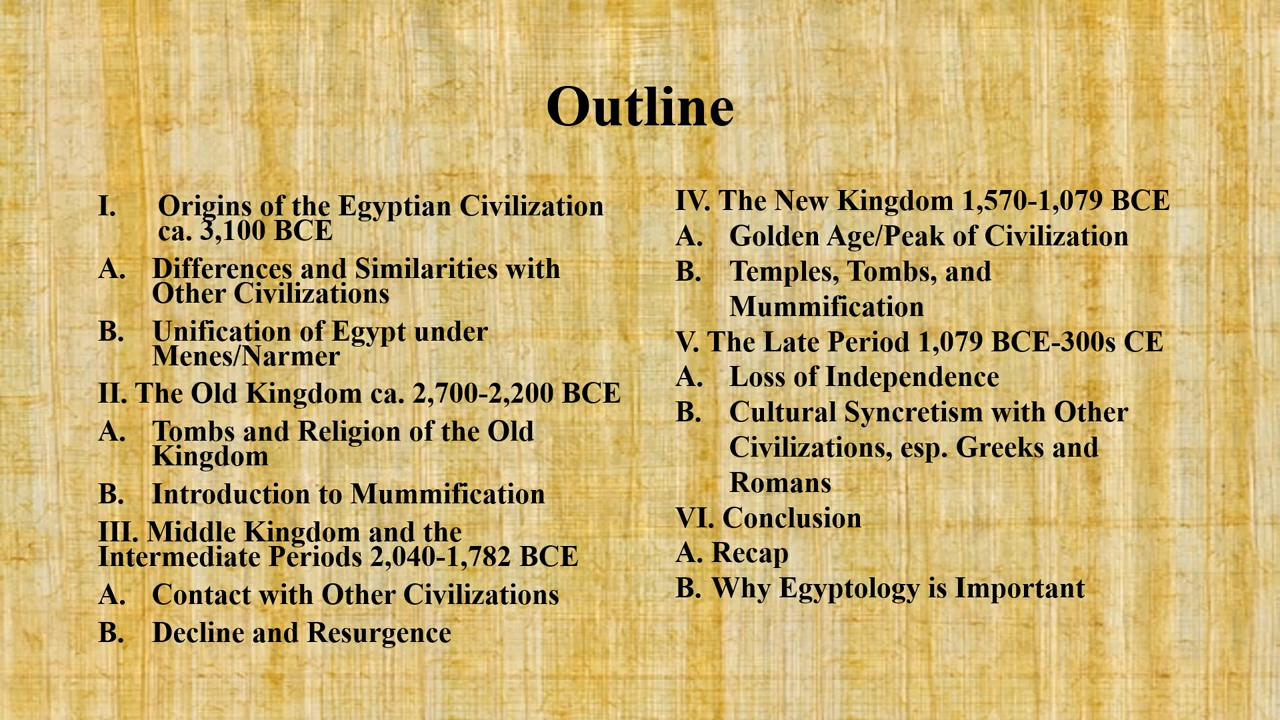 Outline
I. Origins of the Egyptian Civilization
ca. 3,100 BCE
A. Differences and Similarities with
Other Civilizations
B. Unification of Egypt under
Menes/Narmer
II. The Old Kingdom ca. 2,700-2,200 BCE
A. Tombs and Religion of the Old
Kingdom
B. Introduction to Mummification
III. Middle Kingdom and the
Intermediate Periods 2,040-1,782 BCE
A. Contact with Other Civilizations
B. Decline and Resurgence
IV. The New Kingdom 1,570-1,079 BCE
A. Golden Age/Peak of Civilization
B. Temples, Tombs, and
Mummification
V. The Late Period 1,079 BCE-300s CE
A. Loss of Independence
B. Cultural Syncretism with Other
Civilizations, esp. Greeks and
Romans
VI. Conclusion
A. Recap
B. Why Egyptology is Important